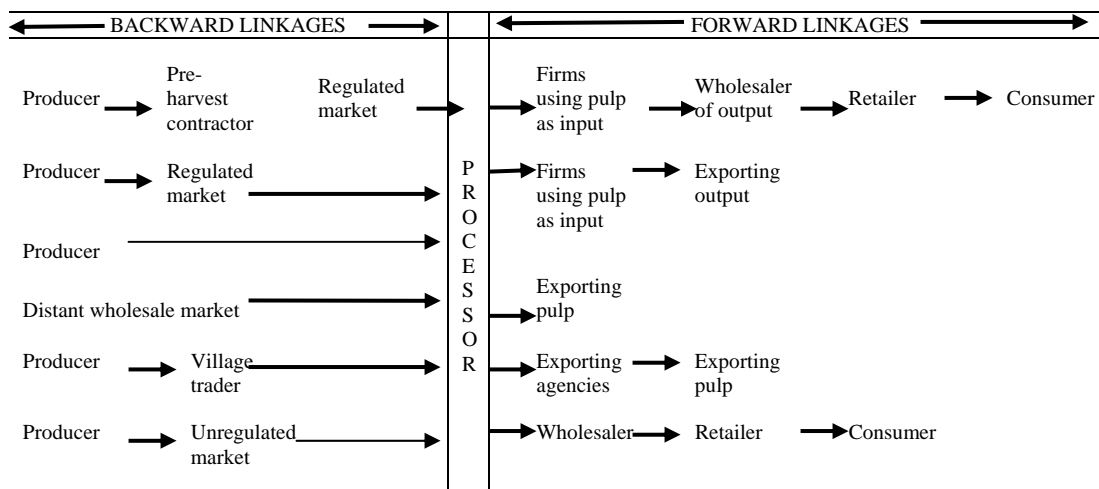 BACKWARD LINKAGES
FORWARD LINKAGES
Producer
Pre-
harvest
contractor
Regulated
market
Firms
using pulp
as input
Wholesaler
of output
Retailer
Consumer
Producer
Regulated
market
Firms
using pulp
as input
Exporting
output
Producer
Distant wholesale market
Exporting
pulp
Producer
Village
trader
Exporting
agencies
Exporting
pulp
Producer
Unregulated
market
Wholesaler
Retailer
Consumer
P
R
O
C
E
S
S
O
R